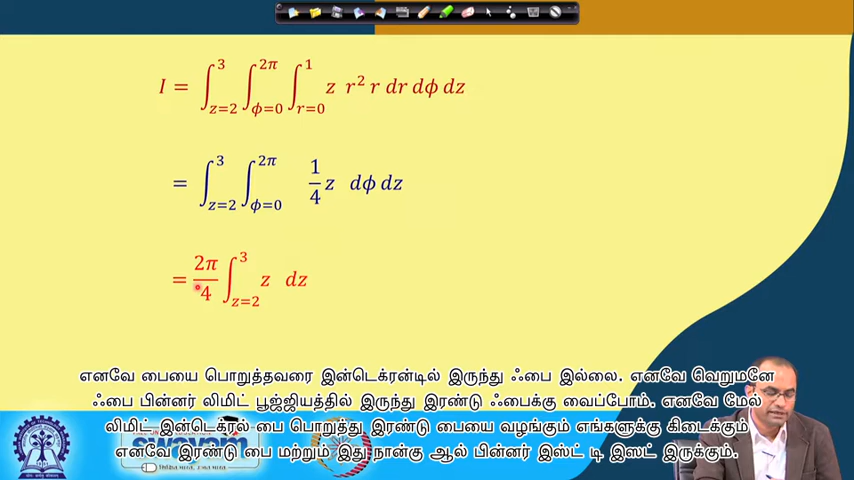 I = ∫_{z=2}^{3} ∫_{ϕ=0}^{2π} ∫_{r=0}^{1} z r² r dr dϕ dz
= ∫_{z=2}^{3} ∫_{ϕ=0}^{2π} 1/4 z dϕ dz
= 2π/4 ∫_{z=2}^{3} z dz
எனவே பையை பொறுத்தவரை இன்டெக்ரன்டில் இருந்து ஃபை இல்லை. எனவே வெறுமனே
ஃபை பின்னர் லிமிட் பூஜ்ஜியத்தில் இருந்து இரண்டு ஃபைக்கு வைப்போம். எனவே மேல்
லிமிட் இன்டெக்ரல் பை பொறுத்து இரண்டு பையை வழங்கும் எங்களுக்கு கிடைக்கும்
எனவே இரண்டு பை மற்றும் இது நான்கு ஆல் பின்னர் இஸ்ட் டி இஸட் இருக்கும்.
swayam